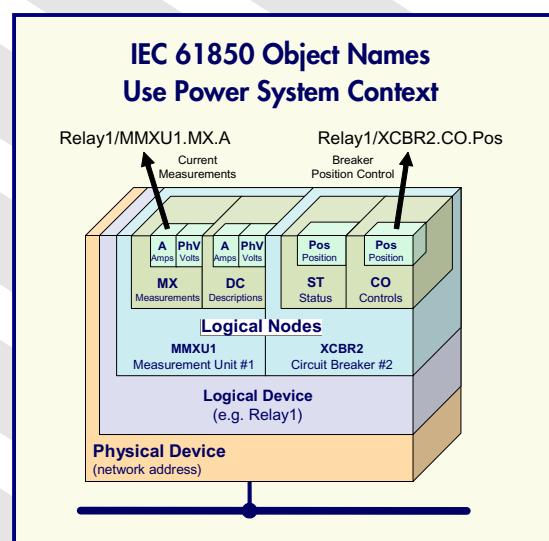 IEC 61850 Object Names
Use Power System Context
Relay1/MMXU1.MX.A
Relay1/XCBR2.CO.Pos
Current
Measurements
Breaker
Position Control
A PhV A PhV Pos Pos
Amps Volts Amps Volts Position Position
MX DC ST CO
Measurements Descriptions Status Controls
Logical Nodes
MMXU1 XCBR2
Measurement Unit #1 Circuit Breaker #2
Logical Device
(e.g. Relay1)
Physical Device
(network address)